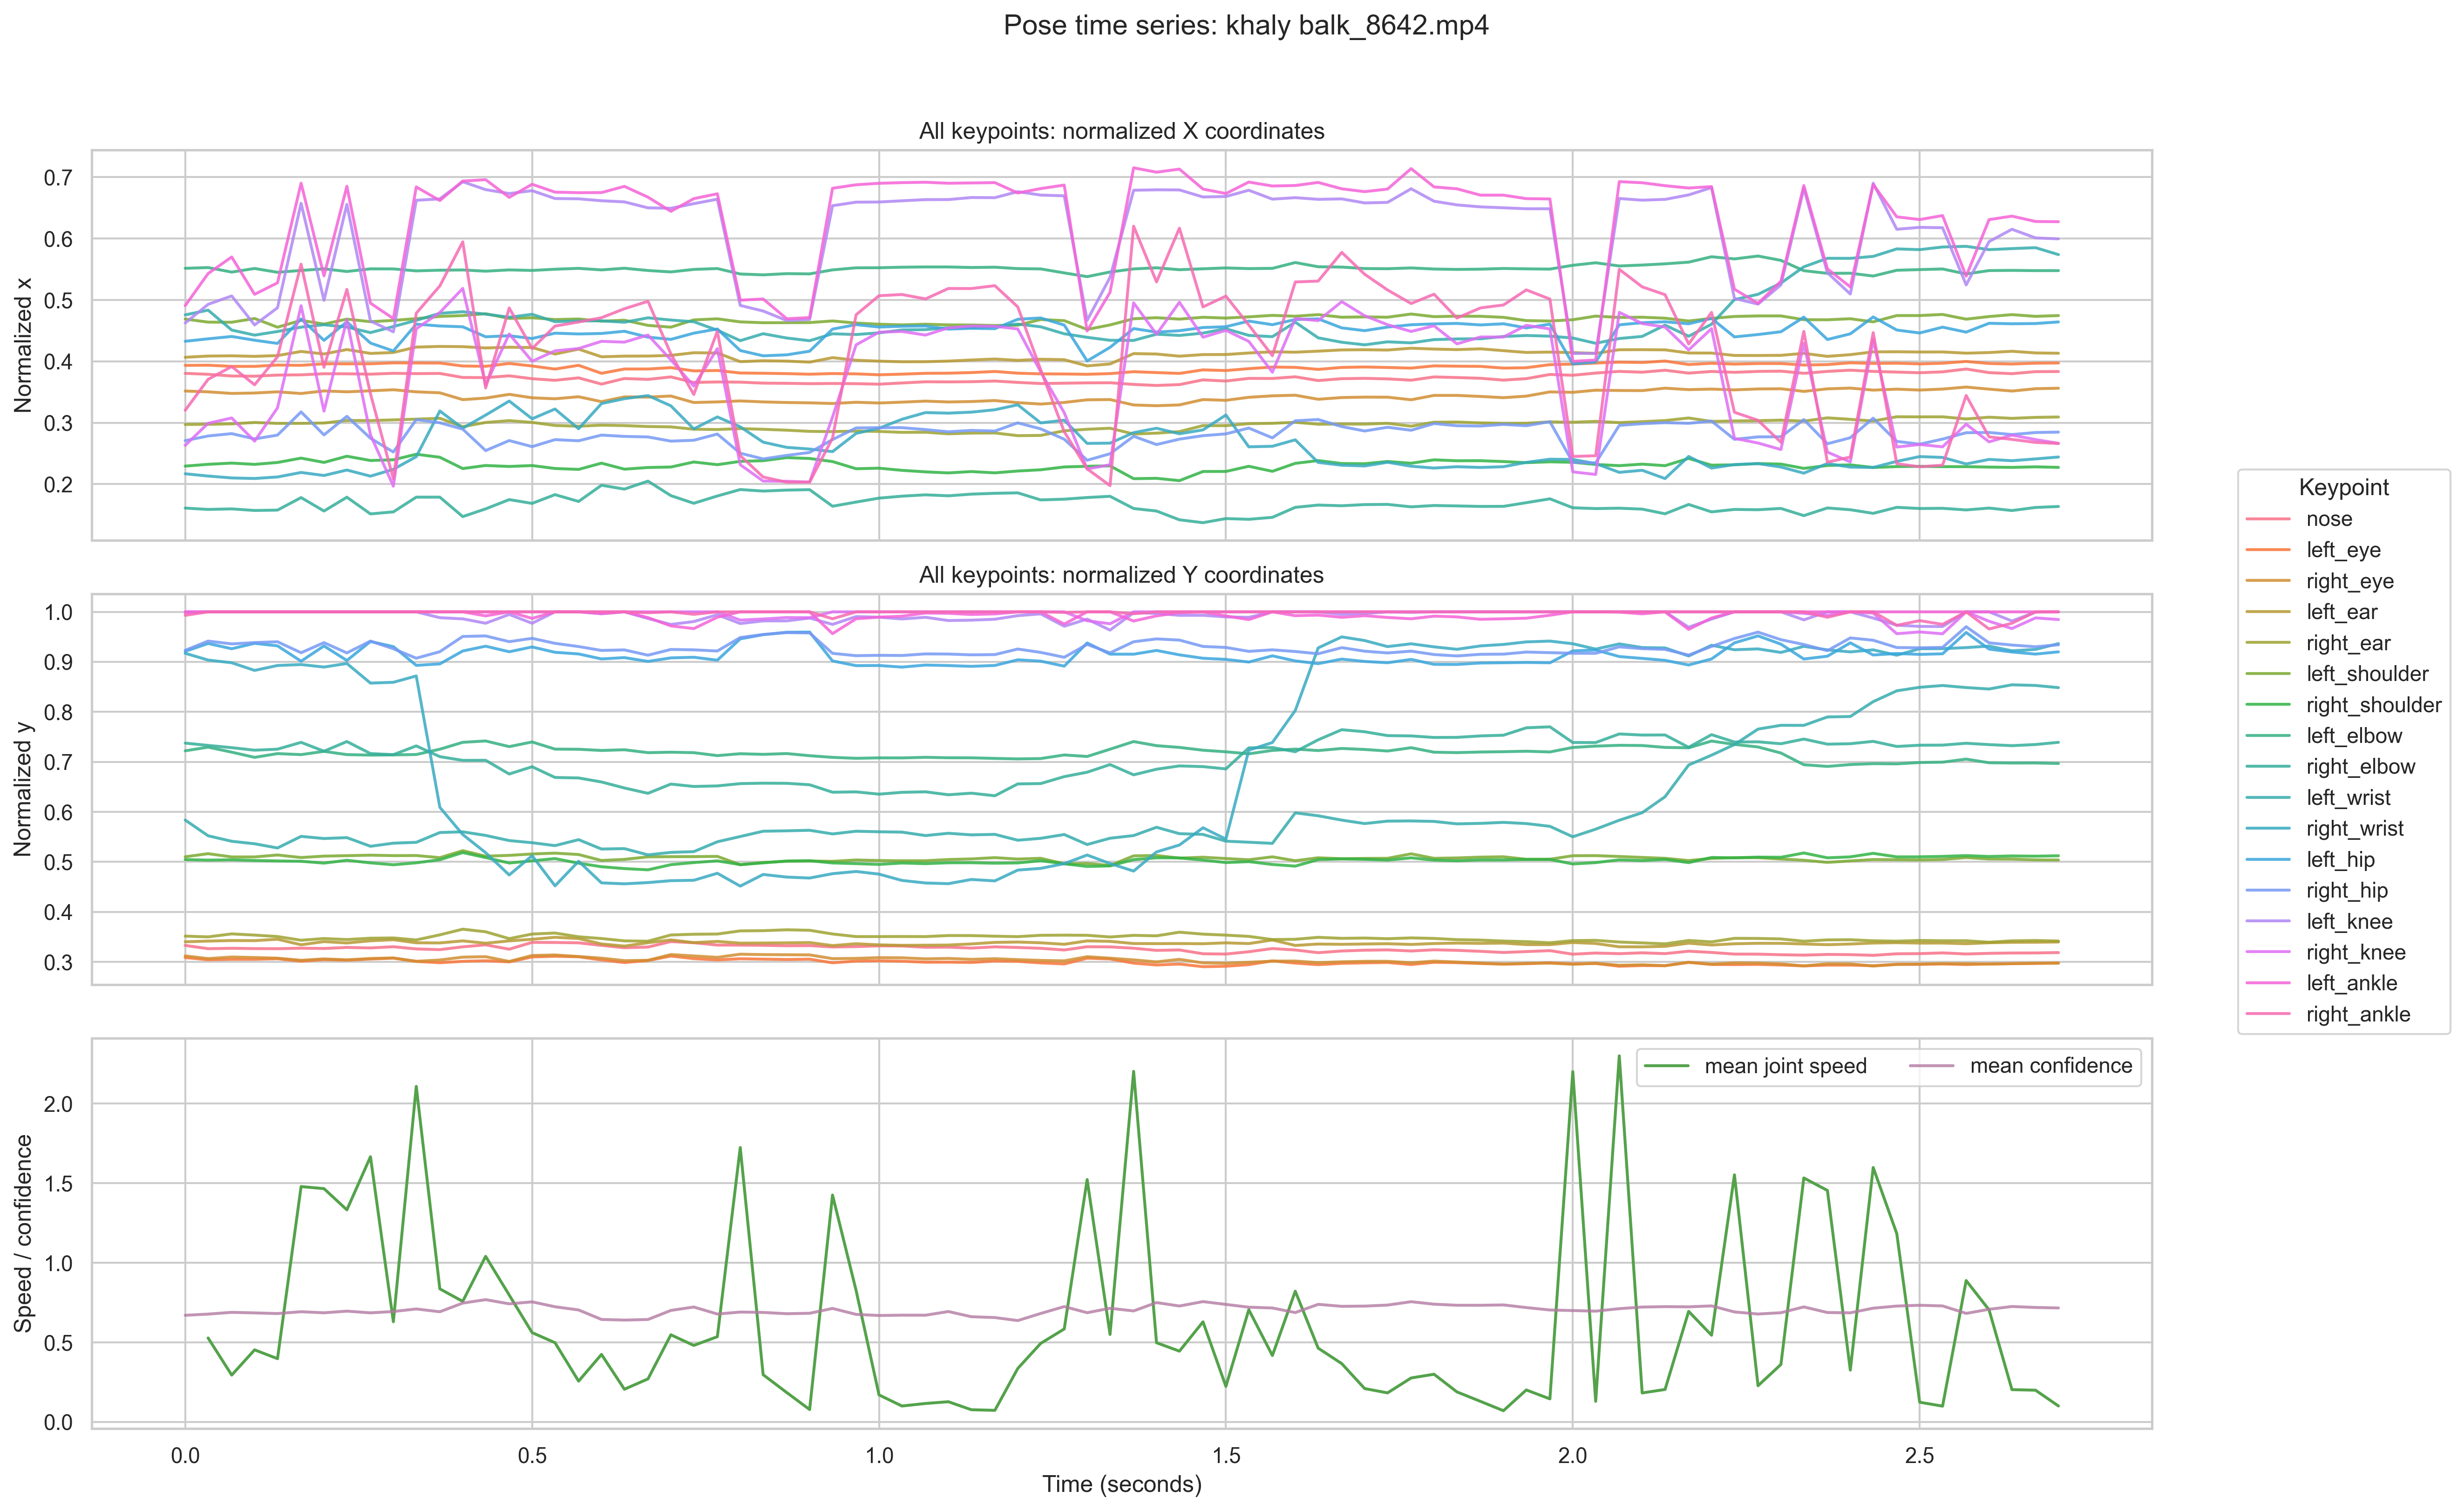 Pose time series: khaly balk_8642.mp4
All keypoints: normalized X coordinates
Normalized x
0.7
0.6
0.5
0.4
0.3
0.2
All keypoints: normalized Y coordinates
Normalized y
1.0
0.9
0.8
0.7
0.6
0.5
0.4
0.3
Keypoint
nose
left_eye
right_eye
left_ear
right_ear
left_shoulder
right_shoulder
left_elbow
right_elbow
left_wrist
right_wrist
left_hip
right_hip
left_knee
right_knee
left_ankle
right_ankle
Speed / confidence
2.0
1.5
1.0
0.5
0.0
mean joint speed mean confidence
0.0 0.5 1.0 1.5 2.0 2.5
Time (seconds)